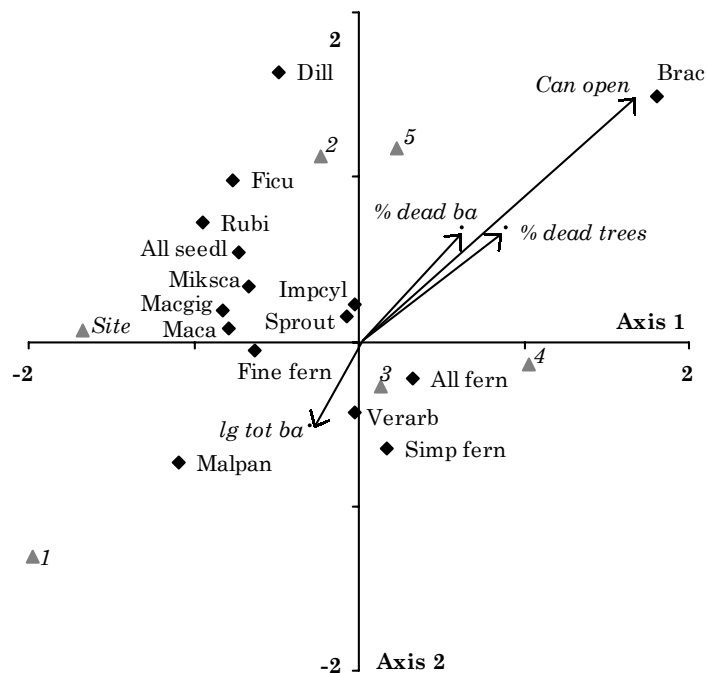 2
Dill
Brac
Can open
2
5
Ficu
% dead ba
Rubi
% dead trees
All seedl
Miksca
Impcyl
Macgig
Sprout
Site
Maca
Axis 1
-2
2
Fine fern
3
4
All fern
lg tot ba
Verarb
Malpan
Simp fern
1
-2
Axis 2